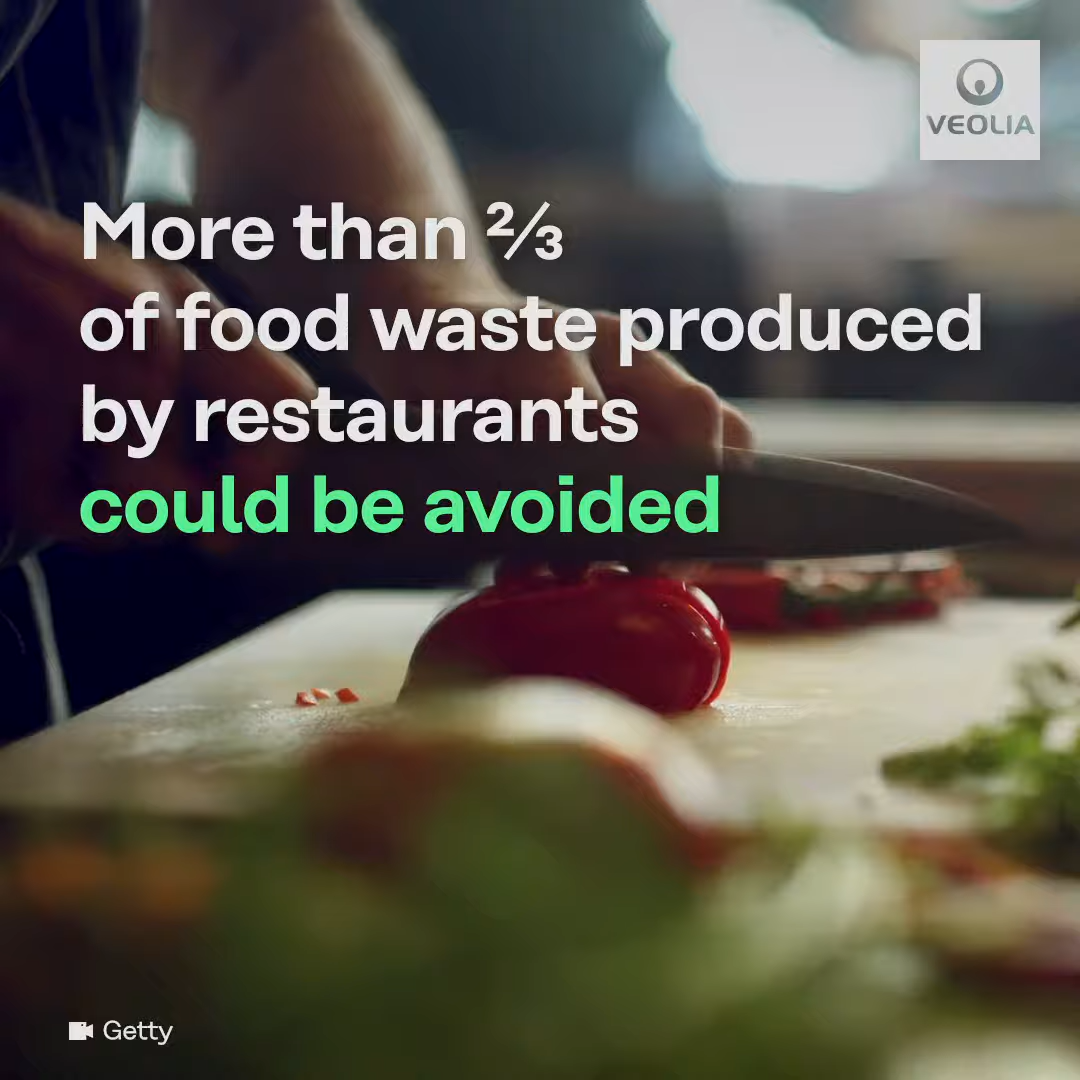 VEOLIA
More than ⅔
of food waste produced
by restaurants
could be avoided
Getty